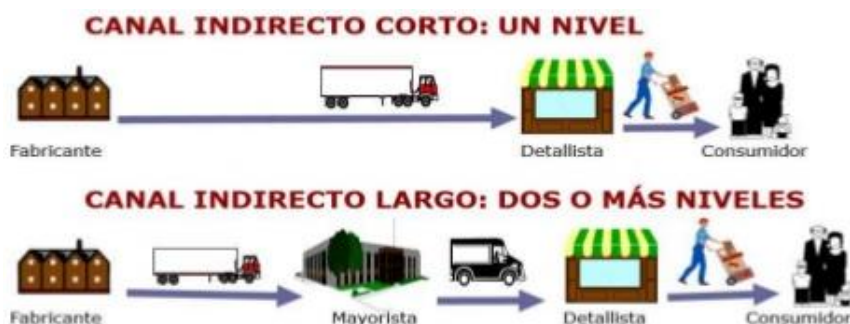 CANAL INDIRECTO CORTO: UN NIVEL
Fabricante Detallista Consumidor
CANAL INDIRECTO LARGO: DOS O MÁS NIVELES
Fabricante Mayorista Detallista Consumidor